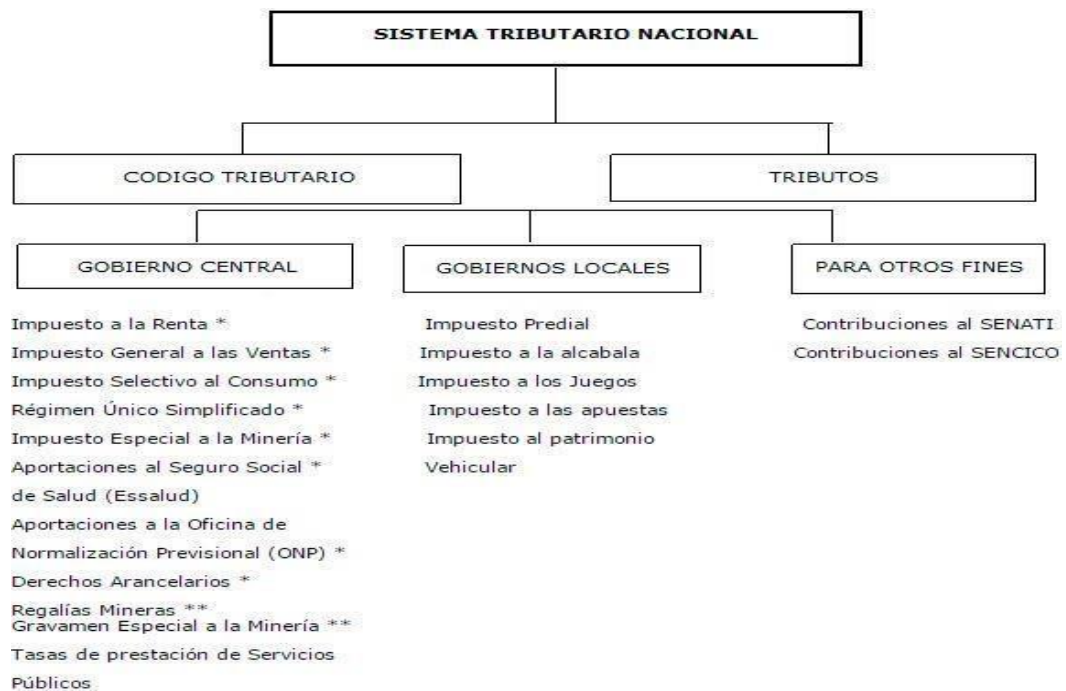 SISTEMA TRIBUTARIO NACIONAL
CODIGO TRIBUTARIO
TRIBUTOS
GOBIERNO CENTRAL
GOBIERNOS LOCALES
PARA OTROS FINES
Impuesto a la Renta *
Impuesto General a las Ventas *
Impuesto Selectivo al Consumo *
Régimen Único Simplificado *
Impuesto Especial a la Minería *
Aportaciones al Seguro Social *
de Salud (Essalud)
Aportaciones a la Oficina de
Normalización Previsional (ONP) *
Derechos Arancelarios *
Regalías Mineras **
Gravamen Especial a la Minería **
Tasas de prestación de Servicios
Públicos
Impuesto Predial
Impuesto a la alcabala
Impuesto a los Juegos
Impuesto a las apuestas
Impuesto al patrimonio
Vehicular
Contribuciones al SENATI
Contribuciones al SENCICO